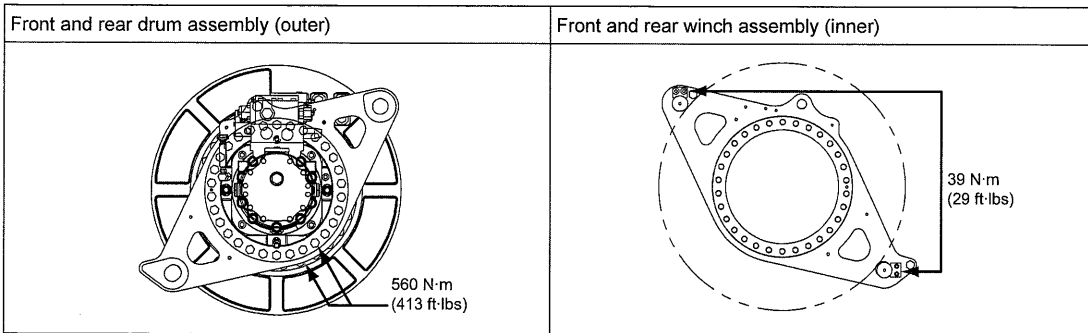 Front and rear drum assembly (outer)
Front and rear winch assembly (inner)
560 N·m
(413 ft·lbs)
39 N·m
(29 ft·lbs)